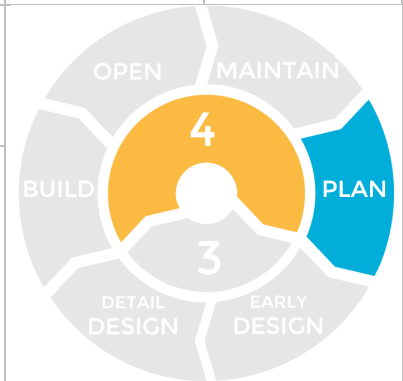 OPEN
MAINTAIN
4
BUILD
PLAN
3
DETAIL
DESIGN
EARLY
DESIGN